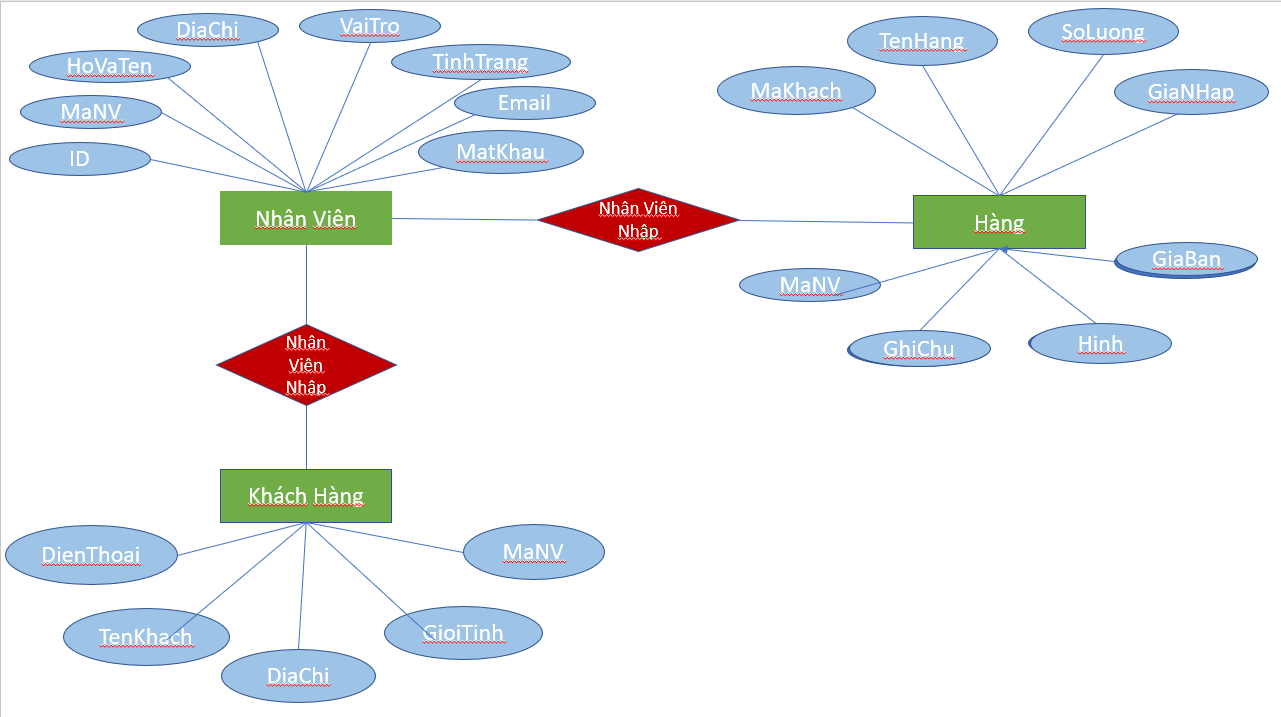 DiaChi
VaiTro
HoVaTen
TinhTrang
MaNV
Email
ID
MatKhau
Nhân Viên
Nhân Viên
Nhập
TenHang
SoLuong
MaKhach
GiaNHap
Hàng
MaNV
GiaBan
GhiChu
Hinh
Nhân
Viên
Nhập
Khách Hàng
DienThoai
MaNV
TenKhach
GioiTinh
DiaChi